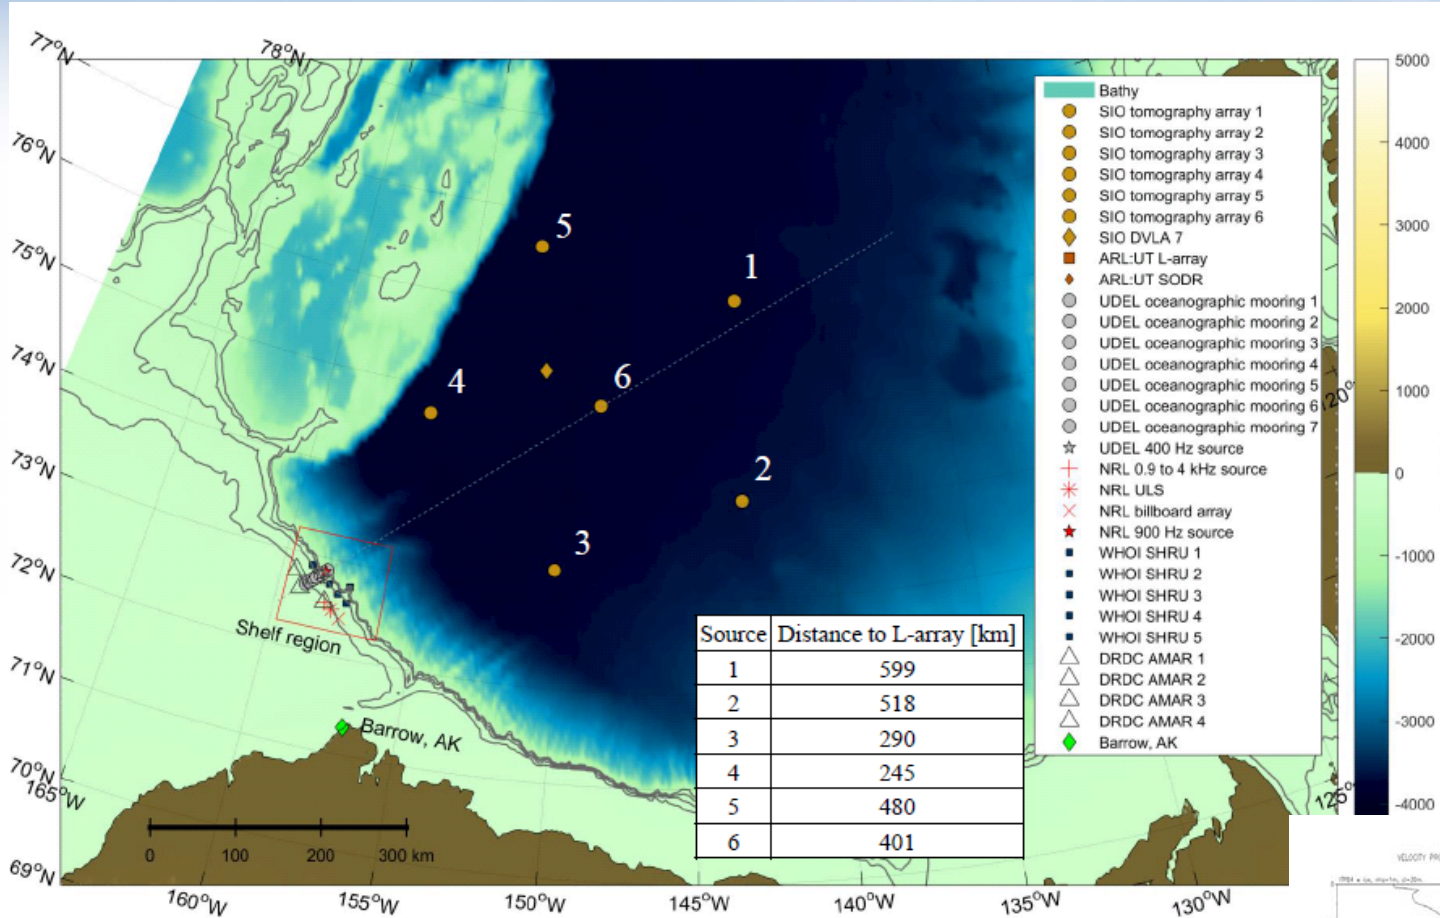 77°N
78°N
76°N
75°N
74°N
73°N
72°N
71°N
70°N
165°W
69°N
160°W
155°W
150°W
145°W
140°W
135°W
130°W
5
1
4
6
2
3
Shelf region
Barrow, AK
0 100 200 300 km
Source Distance to L-array [km]
1 599
2 518
3 290
4 245
5 480
6 401
Bathy
SIO tomography array 1
SIO tomography array 2
SIO tomography array 3
SIO tomography array 4
SIO tomography array 5
SIO tomography array 6
SIO DVLA 7
ARL:UT L-array
ARL:UT SODR
UDEL oceanographic mooring 1
UDEL oceanographic mooring 2
UDEL oceanographic mooring 3
UDEL oceanographic mooring 4
UDEL oceanographic mooring 5
UDEL oceanographic mooring 6
UDEL oceanographic mooring 7
UDEL 400 Hz source
NRL 0.9 to 4 kHz source
NRL ULS
NRL billboard array
NRL 900 Hz source
WHOI SHRU 1
WHOI SHRU 2
WHOI SHRU 3
WHOI SHRU 4
WHOI SHRU 5
DRDC AMAR 1
DRDC AMAR 2
DRDC AMAR 3
DRDC AMAR 4
Barrow, AK
120°
125°
5000
4000
3000
2000
1000
0
-1000
-2000
-3000
-4000
VELOCITY